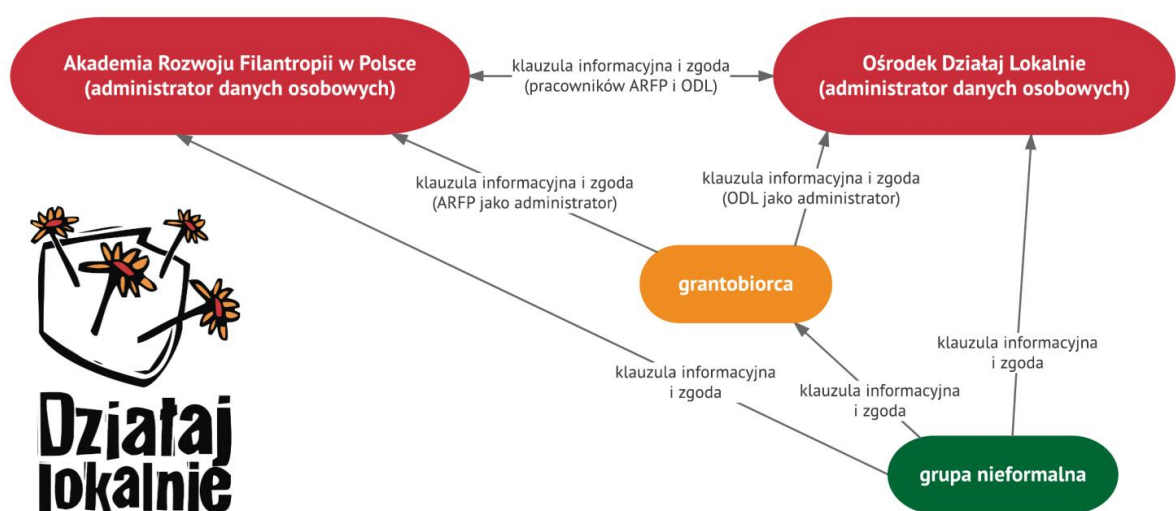 Akademia Rozwoju Filantropii w Polsce
(administrator danych osobowych)
klauzula informacyjna i zgoda
(pracowników ARFP i ODL)
Ośrodek Działaj Lokalnie
(administrator danych osobowych)
klauzula informacyjna i zgoda
(ARFP jako administrator)
klauzula informacyjna i zgoda
(ODL jako administrator)
grantobiorca
klauzula informacyjna
i zgoda
klauzula informacyjna
i zgoda
klauzula informacyjna
i zgoda
grupa nieformalna
Działaj
lokalnie